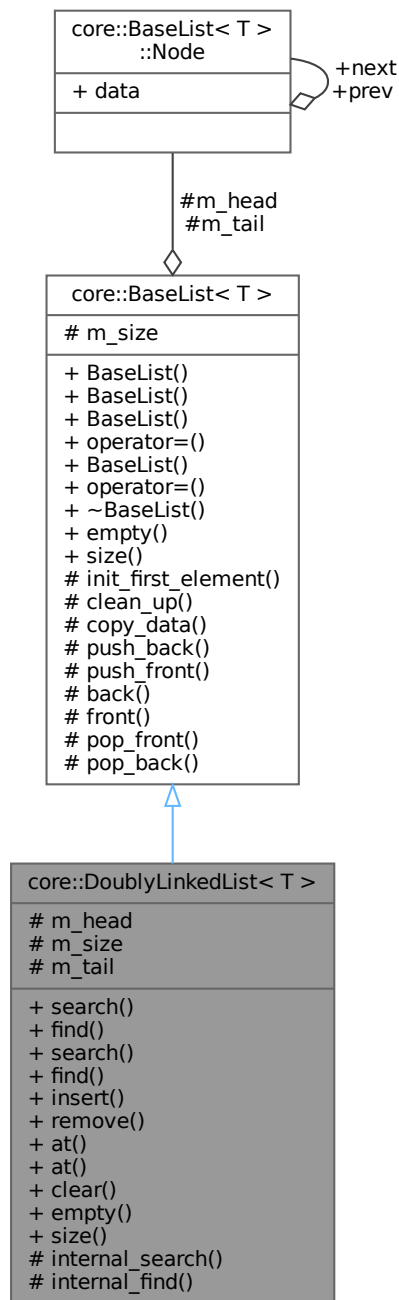 core::BaseList< T >
::Node
+ data
+next
+prev
#m_head
#m_tail
core::BaseList< T >
# m_size
+ BaseList()
+ BaseList()
+ BaseList()
+ operator=()
+ BaseList()
+ operator=()
+ ~BaseList()
+ empty()
+ size()
# init_first_element()
# clean_up()
# copy_data()
# push_back()
# push_front()
# back()
# front()
# pop_front()
# pop_back()
core::DoublyLinkedList< T >
# m_head
# m_size
# m_tail
+ search()
+ find()
+ search()
+ find()
+ insert()
+ remove()
+ at()
+ at()
+ clear()
+ empty()
+ size()
# internal_search()
# internal_find()